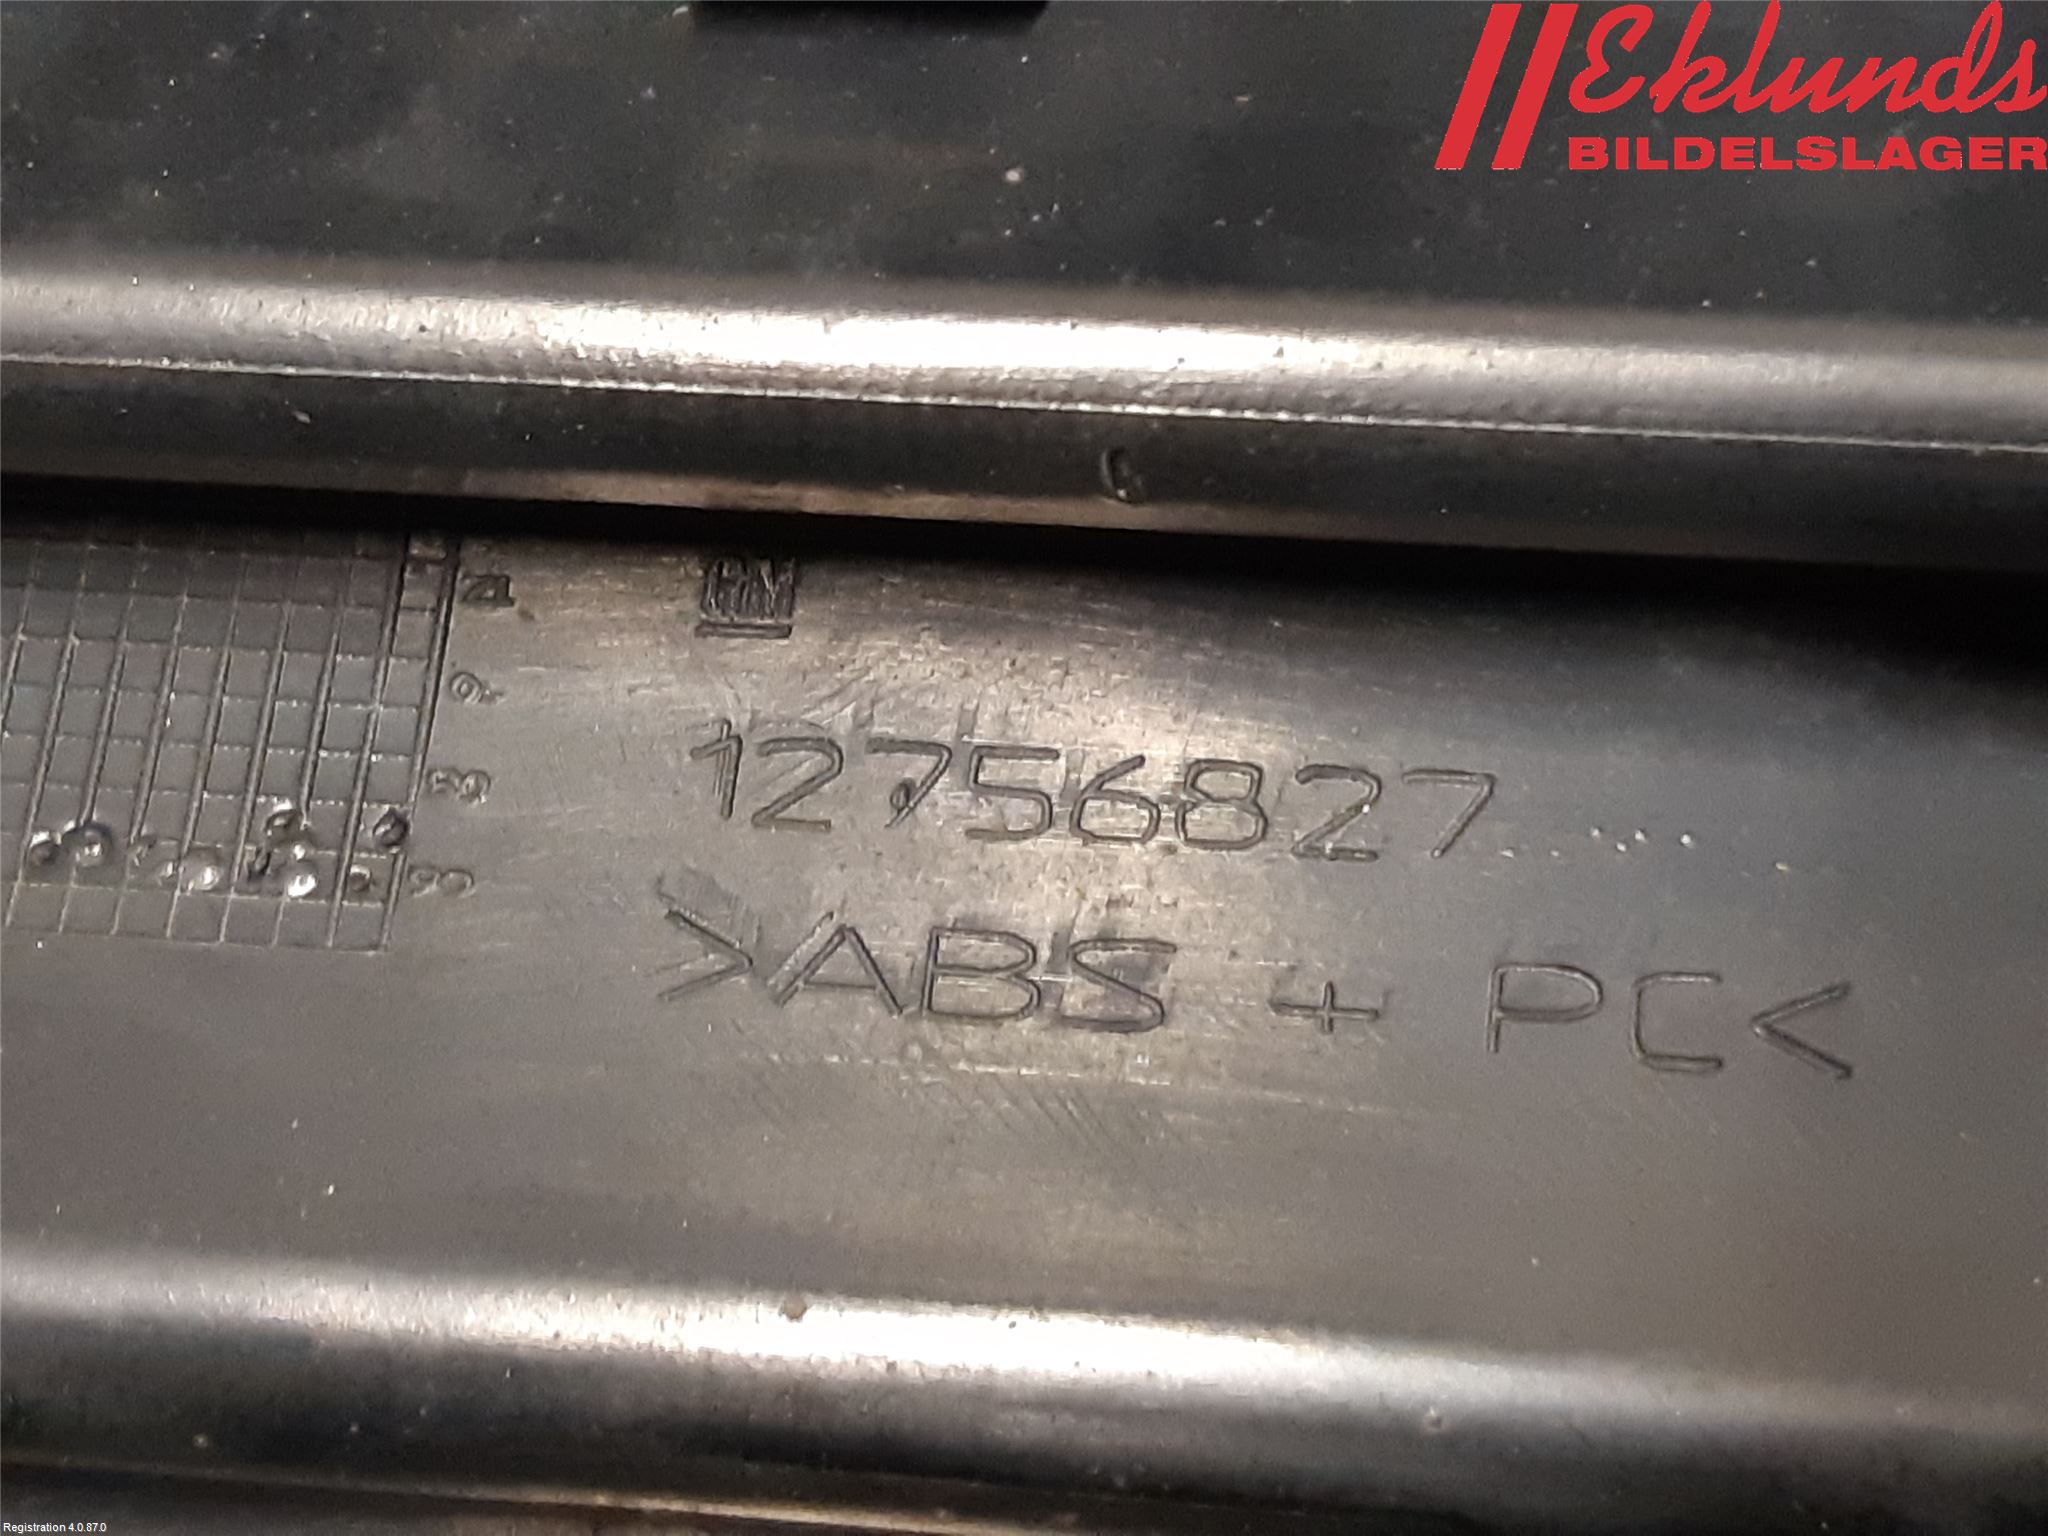 Eklunds
BILDELSLAGER
GM
12756827
>ABS + PC<
Registration 4.0.87.0